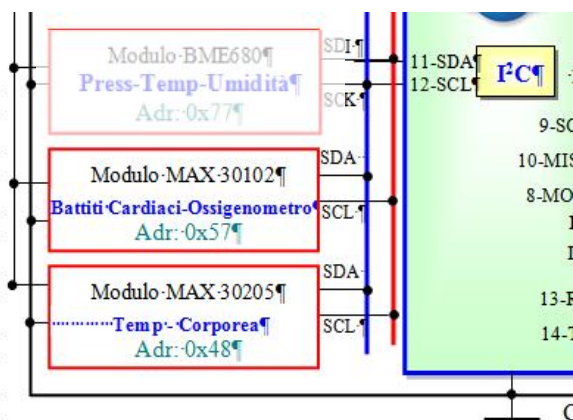 Modulo BME680¶
SDI ¶
Press-Temp-Umidità¶
SCK ¶
Adr: 0x77¶
11-SDA¶
12-SCL¶
I²C¶
9-SC
10-MIS
8-MO
13-R
14-T
Modulo MAX 30102¶
SDA
Battiti Cardiaci-Ossigenometro¶
SCL ¶
Adr: 0x57¶
Modulo MAX 30205¶
SDA
Temp - Corporea¶
SCL ¶
Adr: 0x48¶